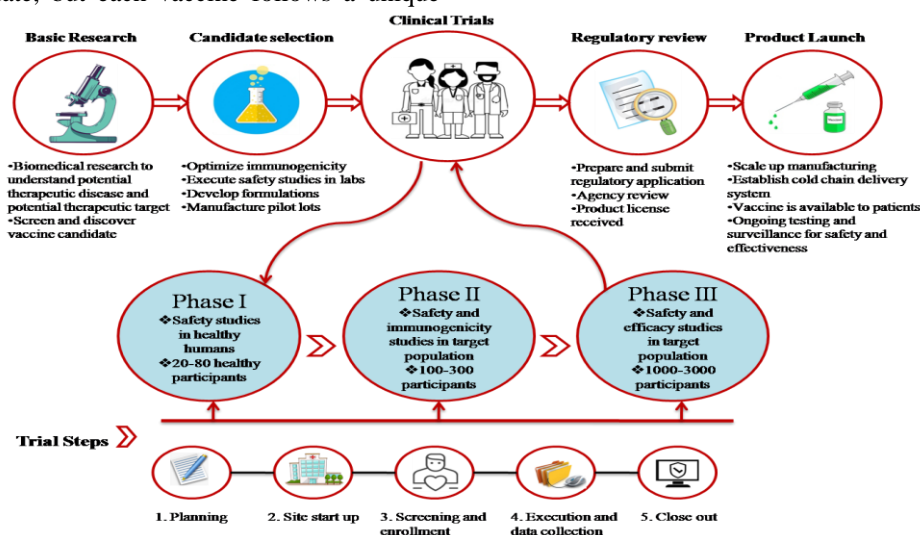 ate, but each vaccine follows a unique
Clinical Trials
Basic Research
Candidate selection
Regulatory review
Product Launch
•Biomedical research to
understand potential
therapeutic disease and
potential therapeutic target
•Screen and discover
vaccine candidate
•Optimize immunogenicity
•Execute safety studies in labs
•Develop formulations
•Manufacture pilot lots
•Prepare and submit
regulatory application
•Agency review
•Product license
received
•Scale up manufacturing
•Establish cold chain delivery
system
•Vaccine is available to patients
•Ongoing testing and
surveillance for safety and
effectiveness
Phase I
❖Safety studies
in healthy
humans
❖20-80 healthy
participants
Phase II
❖Safety and
immunogenicity
studies in target
population
❖100-300
participants
Phase III
❖Safety and
efficacy studies
in target
population
❖1000-3000
participants
Trial Steps
1. Planning
2. Site start up
3. Screening and
enrollment
4. Execution and
data collection
5. Close out